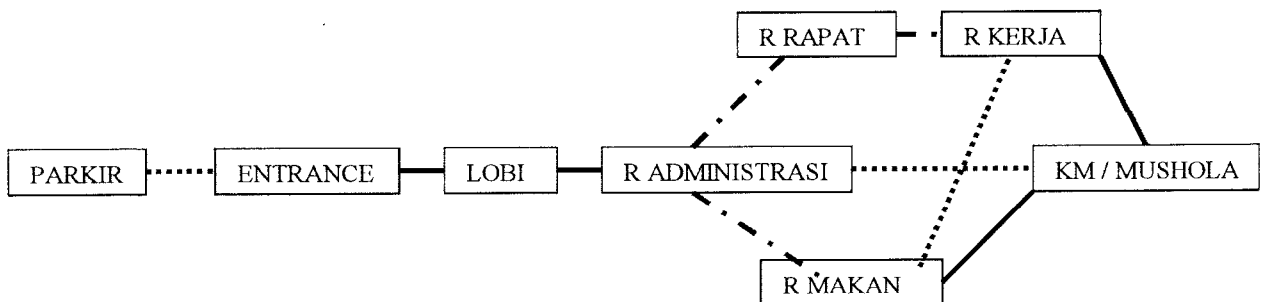 R RAPAT
R KERJA
PARKIR
ENTRANCE
LOBI
R ADMINISTRASI
KM / MUSHOLA
R MAKAN